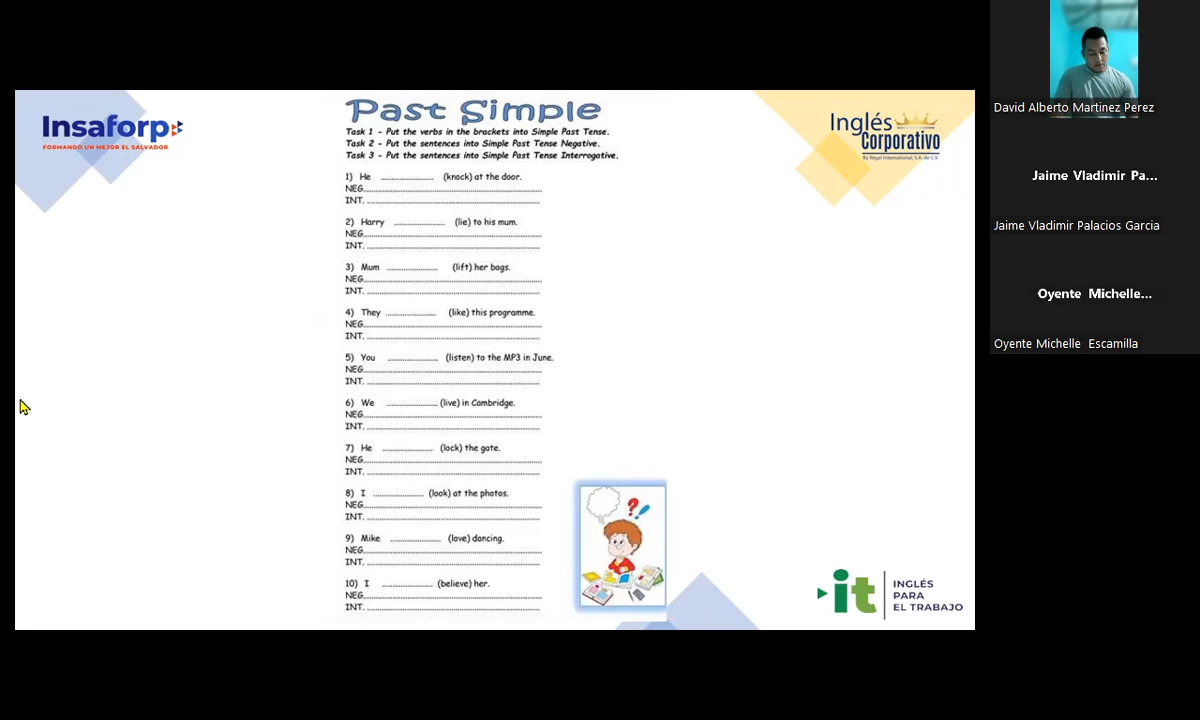 Insaforp
FORMANDO UN MEJOR EL SALVADOR
Past Simple
Task 1 - Put the verbs in the brackets into Simple Past Tense.
Task 2 - Put the sentences into Simple Past Tense Negative.
Task 3 - Put the sentences into Simple Past Tense Interrogative.
1) He ..................... (knock) at the door.
NEG......................................................................
INT. .....................................................................
2) Harry .................... (lie) to his mum.
NEG......................................................................
INT. .....................................................................
3) Mum .................... (lift) her bags.
NEG......................................................................
INT. .....................................................................
4) They .................... (like) this programme.
NEG......................................................................
INT. .....................................................................
5) You .................... (listen) to the MP3 in June.
NEG......................................................................
INT. .....................................................................
6) We .................... (live) in Cambridge.
NEG......................................................................
INT. .....................................................................
7) He .................... (lock) the gate.
NEG......................................................................
INT. .....................................................................
8) I .................... (look) at the photos.
NEG......................................................................
INT. .....................................................................
9) Mike .................... (love) dancing.
NEG......................................................................
INT. .....................................................................
10) I .................... (believe) her.
NEG......................................................................
INT. .....................................................................
Inglés
Corporativo
By Regal International, S.A. de C.V.
it
INGLÉS
PARA
EL TRABAJO
David Alberto Martinez Perez
Jaime Vladimir Pa...
Jaime Vladimir Palacios Garcia
Oyente Michelle...
Oyente Michelle Escamilla